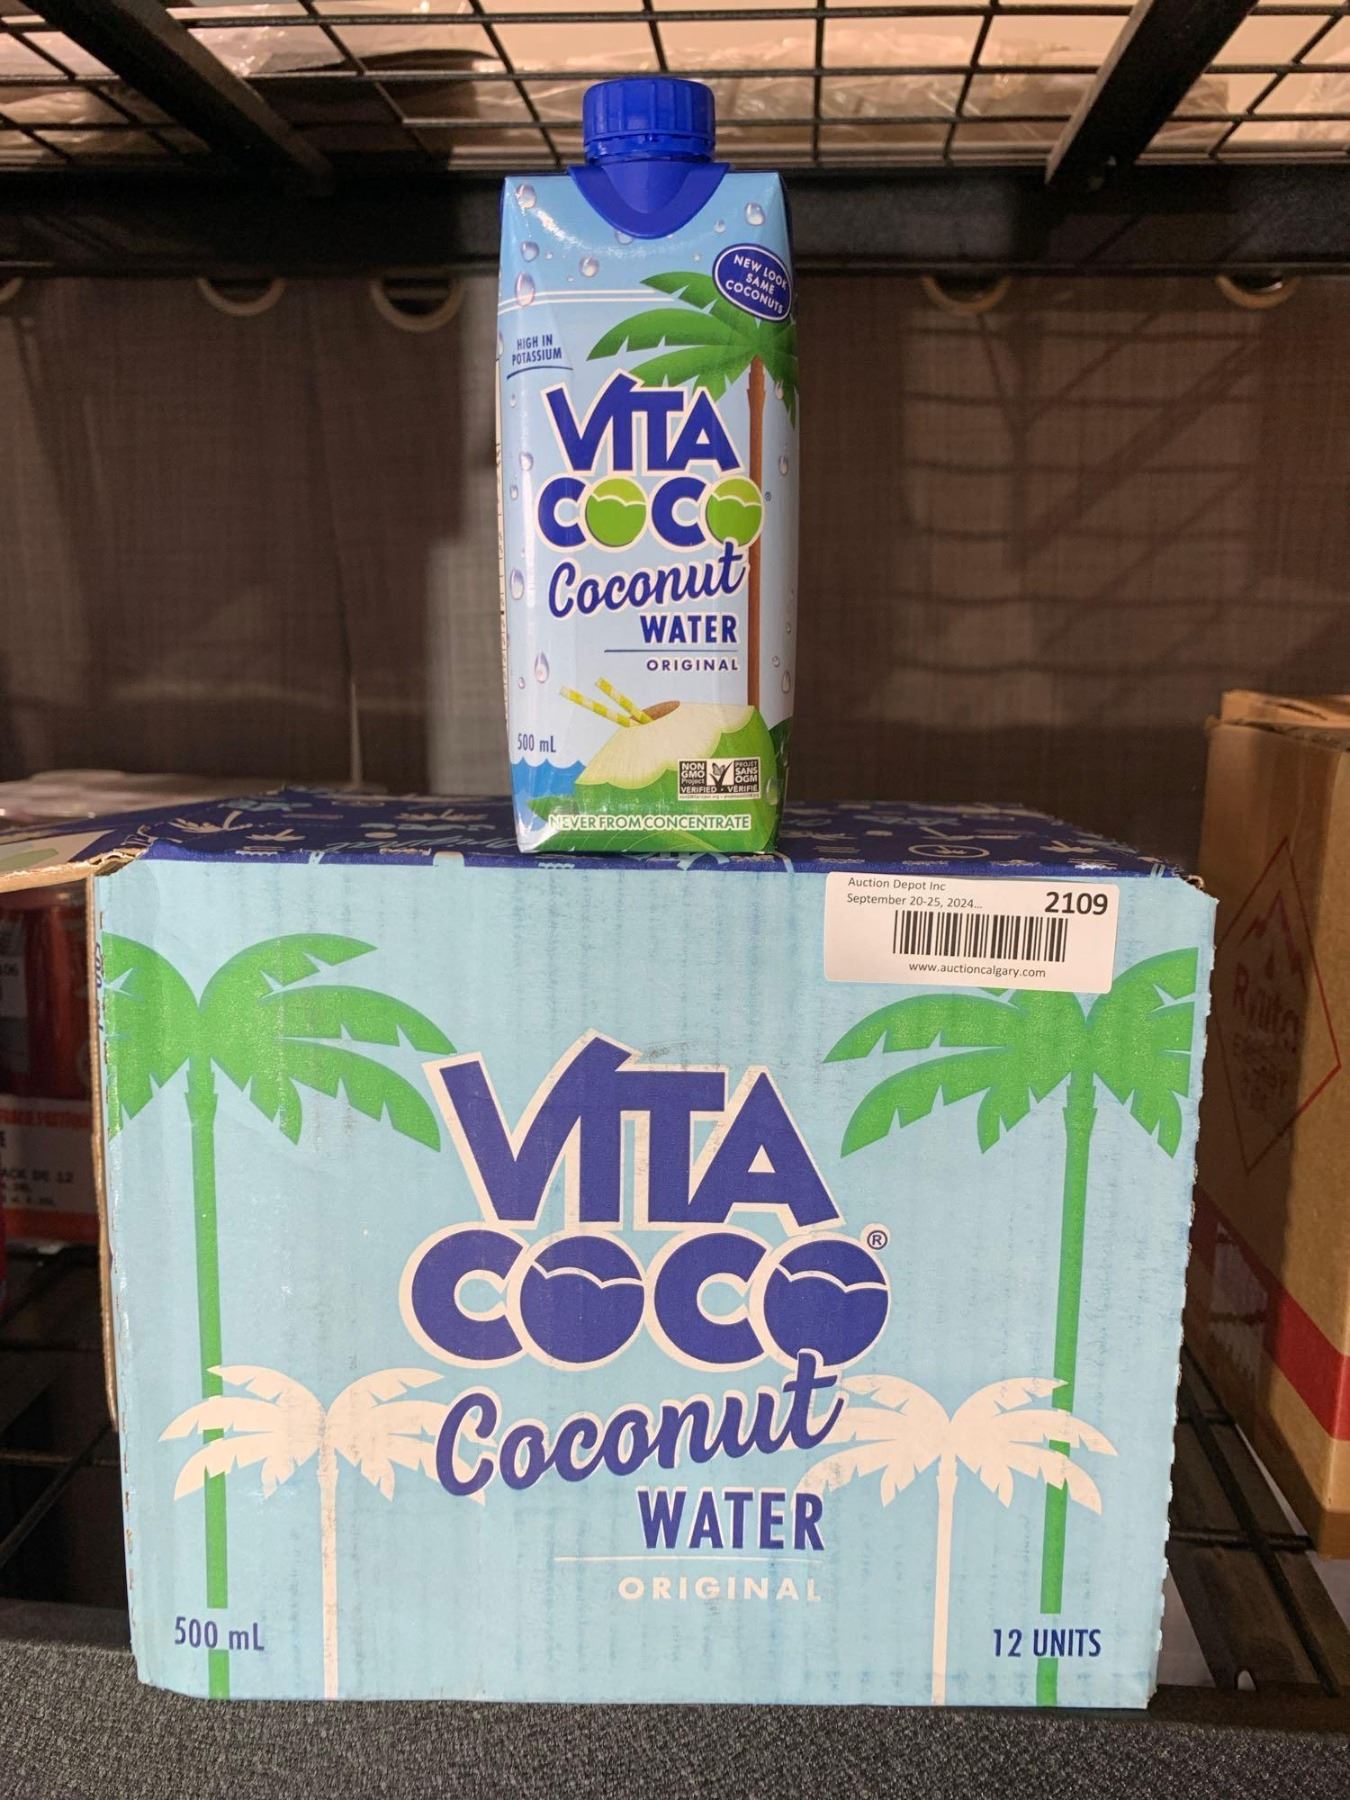 NEW LOOK
SAME
COCONUTS
HIGH IN
POTASSIUM
VITA
COCO®
Coconut
WATER
ORIGINAL
500 mL
NON
GMO
Project
VERIFIED
PROJET
SANS
OGM
VÉRIFIÉ
NEVER FROM CONCENTRATE
Auction Depot Inc
September 20-25, 2024...
2109
www.auctioncalgary.com
VITA
COCO®
Coconut
WATER
ORIGINAL
500 mL
12 UNITS